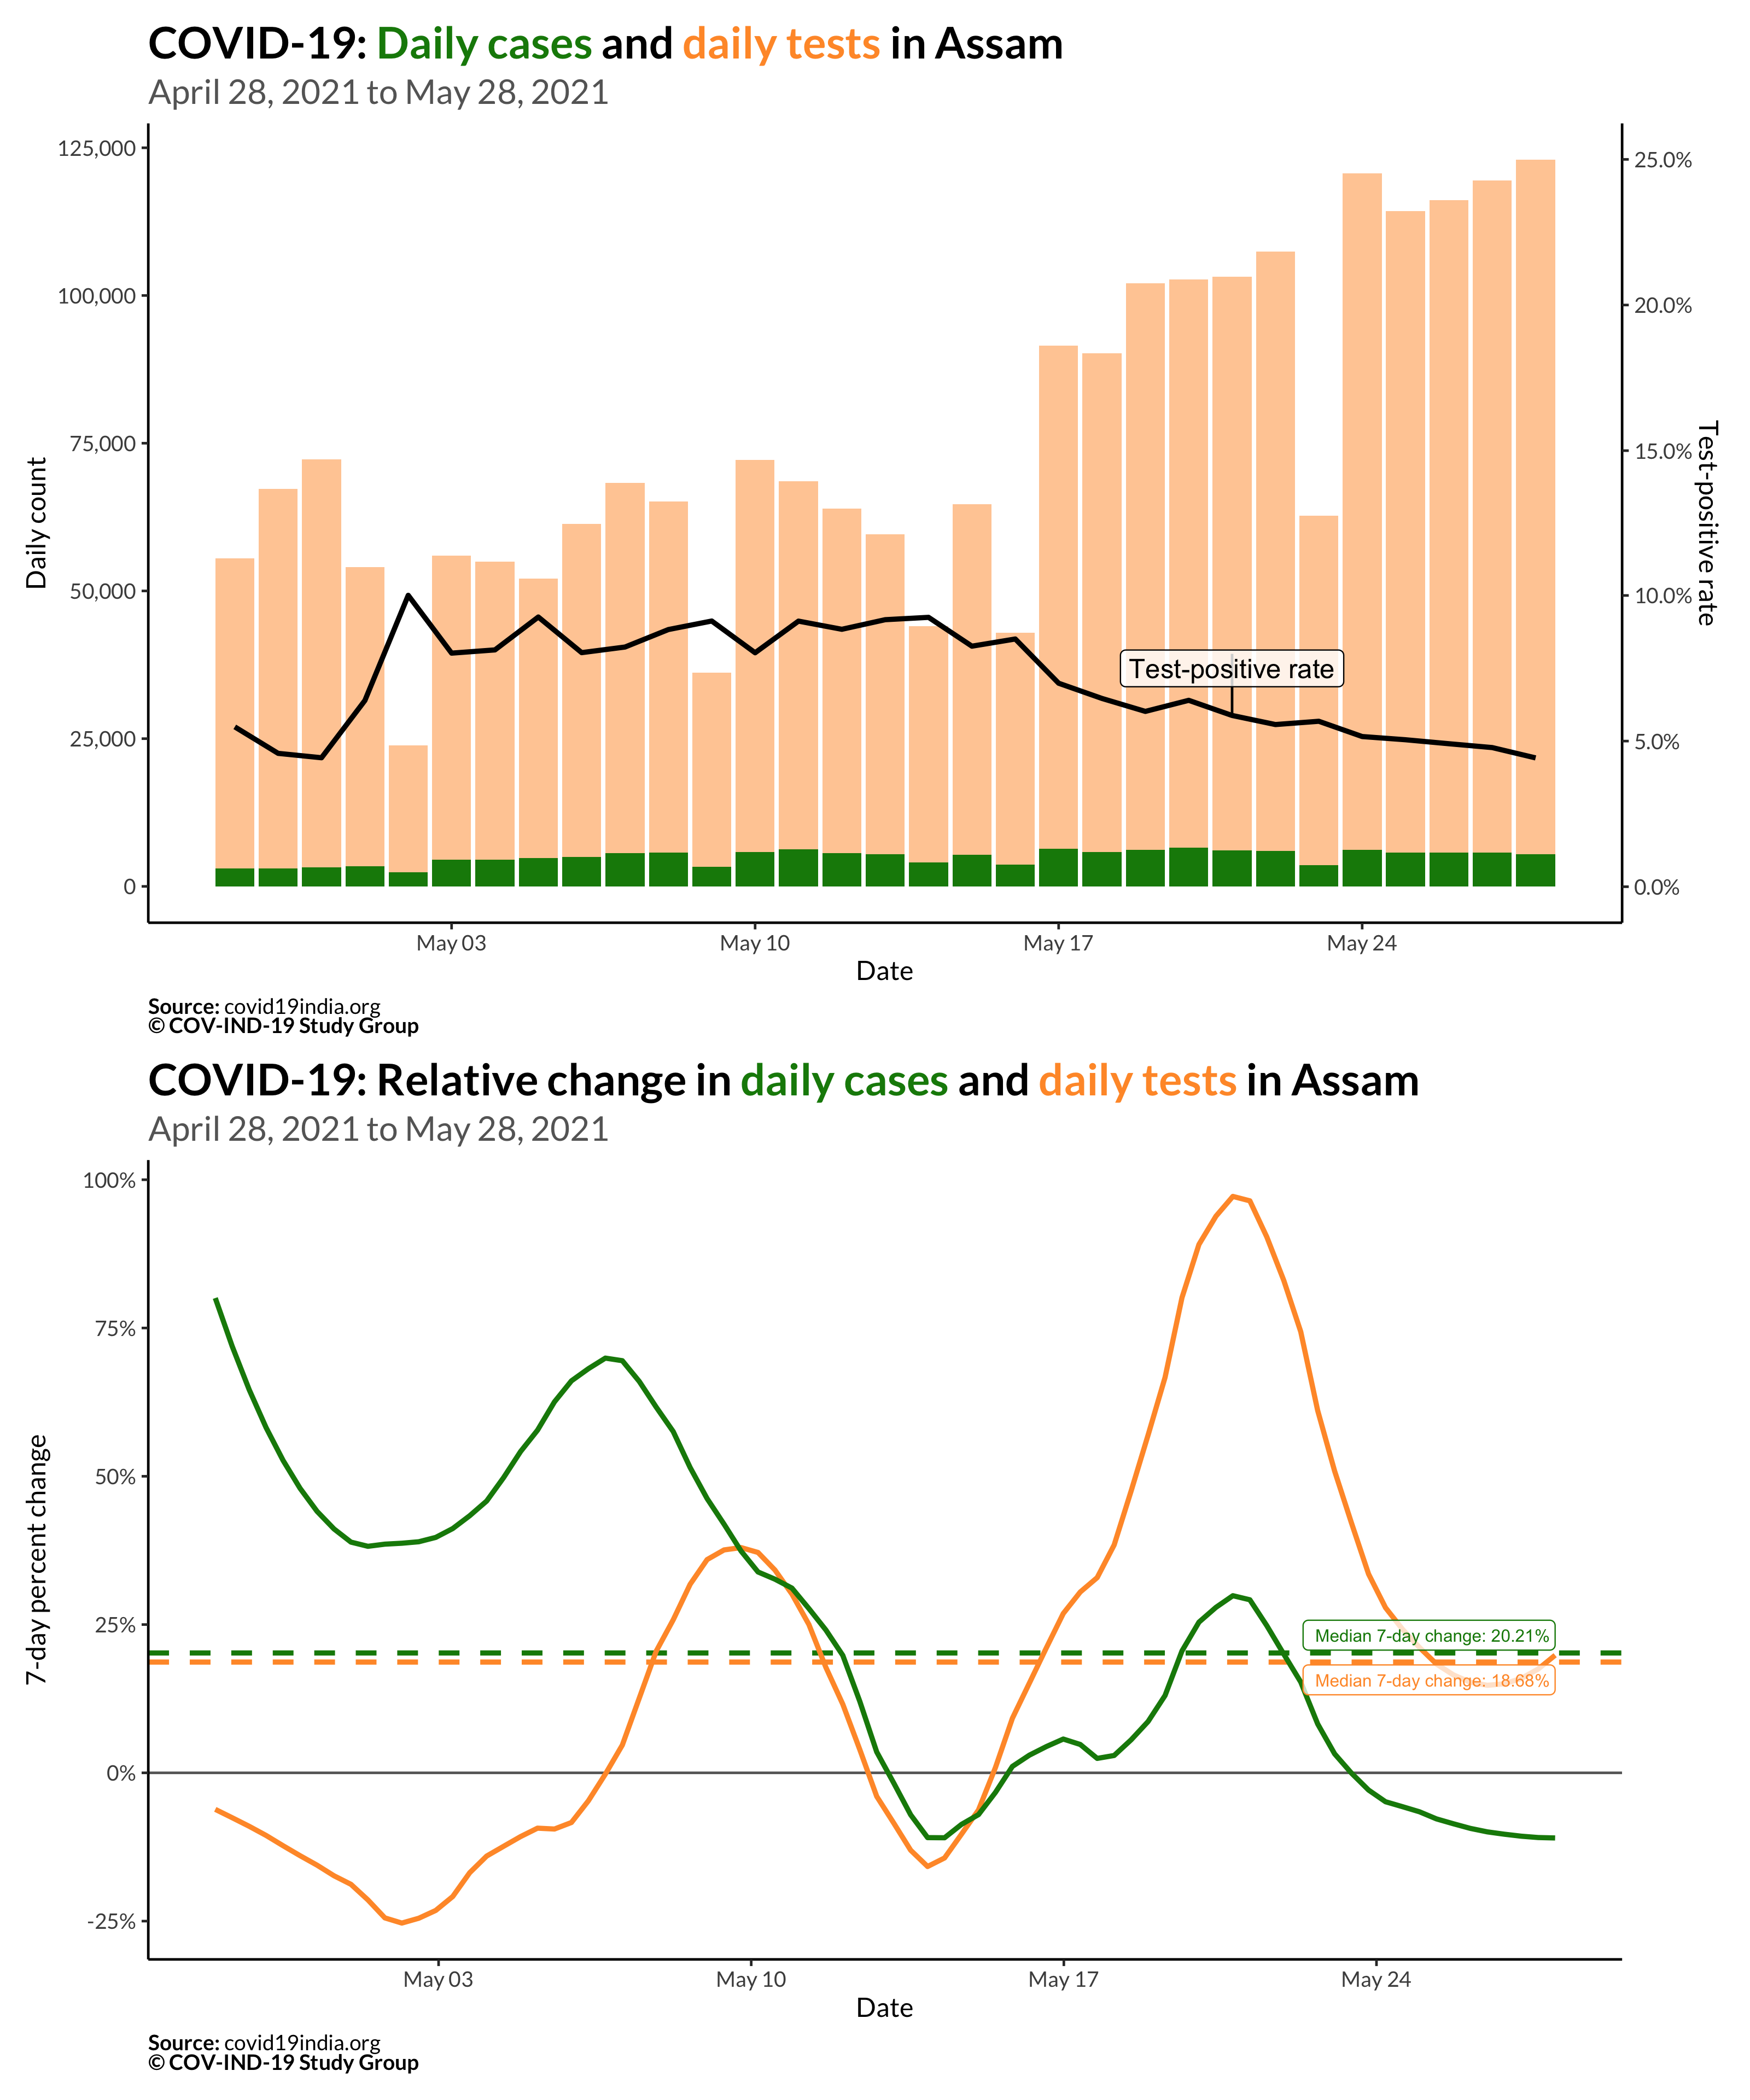 COVID-19: Daily cases and daily tests in Assam
April 28, 2021 to May 28, 2021
125,000
100,000
75,000
50,000
25,000
0
Daily count
25.0%
20.0%
15.0%
10.0%
5.0%
0.0%
Test-positive rate
Test-positive rate
May 03
May 10
May 17
May 24
Date
Source: covid19india.org
© COV-IND-19 Study Group
COVID-19: Relative change in daily cases and daily tests in Assam
April 28, 2021 to May 28, 2021
100%
75%
50%
25%
0%
-25%
7-day percent change
Median 7-day change: 20.21%
Median 7-day change: 18.68%
May 03
May 10
May 17
May 24
Date
Source: covid19india.org
© COV-IND-19 Study Group